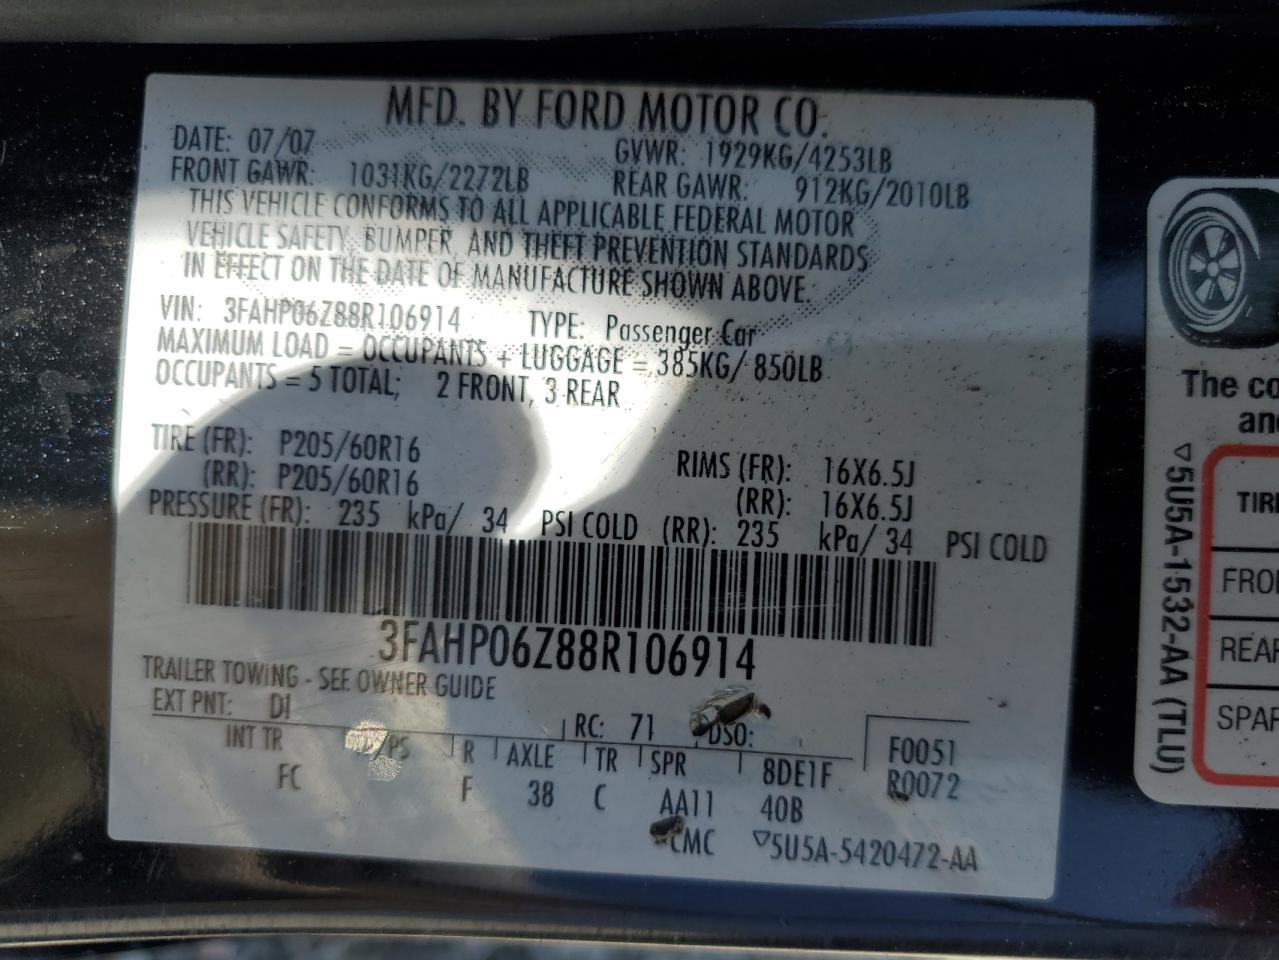 MFD. BY FORD MOTOR CO.
DATE: 07/07 GVWR: 1929KG/4253LB
FRONT GAWR: 1031KG/2272LB REAR GAWR: 912KG/2010LB
THIS VEHICLE CONFORMS TO ALL APPLICABLE FEDERAL MOTOR
VEHICLE SAFETY, BUMPER, AND THEFT PREVENTION STANDARDS
IN EFFECT ON THE DATE OF MANUFACTURE SHOWN ABOVE.
VIN: 3FAHP06Z88R106914 TYPE: Passenger Car
MAXIMUM LOAD = OCCUPANTS + LUGGAGE = 385KG/ 850LB
OCCUPANTS = 5 TOTAL; 2 FRONT, 3 REAR
TIRE (FR): P205/60R16 RIMS (FR): 16X6.5J
(RR): P205/60R16 (RR): 16X6.5J
PRESSURE (FR): 235 kPa/ 34 PSI COLD (RR): 235 kPa/ 34 PSI COLD
3FAHP06Z88R106914
TRAILER TOWING - SEE OWNER GUIDE
EXT PNT: DI RC: 71 DSO: F0051
INT TR /PS R AXLE TR SPR 8DE1F R0072
FC F 38 C AA11 40B
CMC ▽5U5A-5420472-AA
The co
and
▽5U5A-1532-AA (TLU)
TIRE
FRO
REAR
SPAR